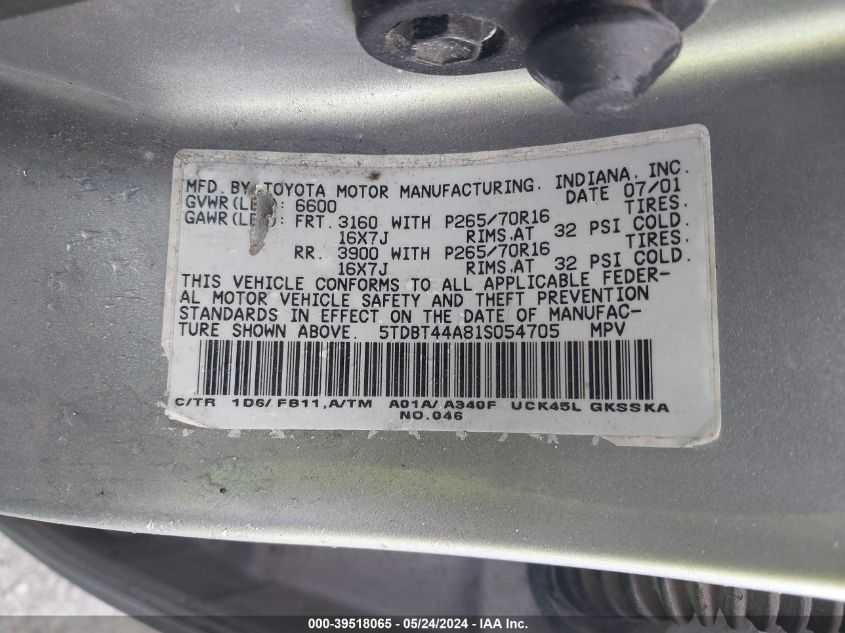 MFD. BY TOYOTA MOTOR MANUFACTURING. INDIANA, INC.
GVWR(LB): 6600 DATE 07/01
GAWR(LB): FRT. 3160 WITH P265/70R16 TIRES.
16X7J RIMS.AT 32 PSI COLD.
RR. 3900 WITH P265/70R16 TIRES.
16X7J RIMS.AT 32 PSI COLD.
THIS VEHICLE CONFORMS TO ALL APPLICABLE FEDER-
AL MOTOR VEHICLE SAFETY AND THEFT PREVENTION
STANDARDS IN EFFECT ON THE DATE OF MANUFAC-
TURE SHOWN ABOVE. 5TDBT44A81S054705 MPV
C/TR 1D6/FB11,A/TM A01A/A340F UCK45L GKSSKA
NO.046
000-39518065 / 05/24/2024 / IAAI.COM